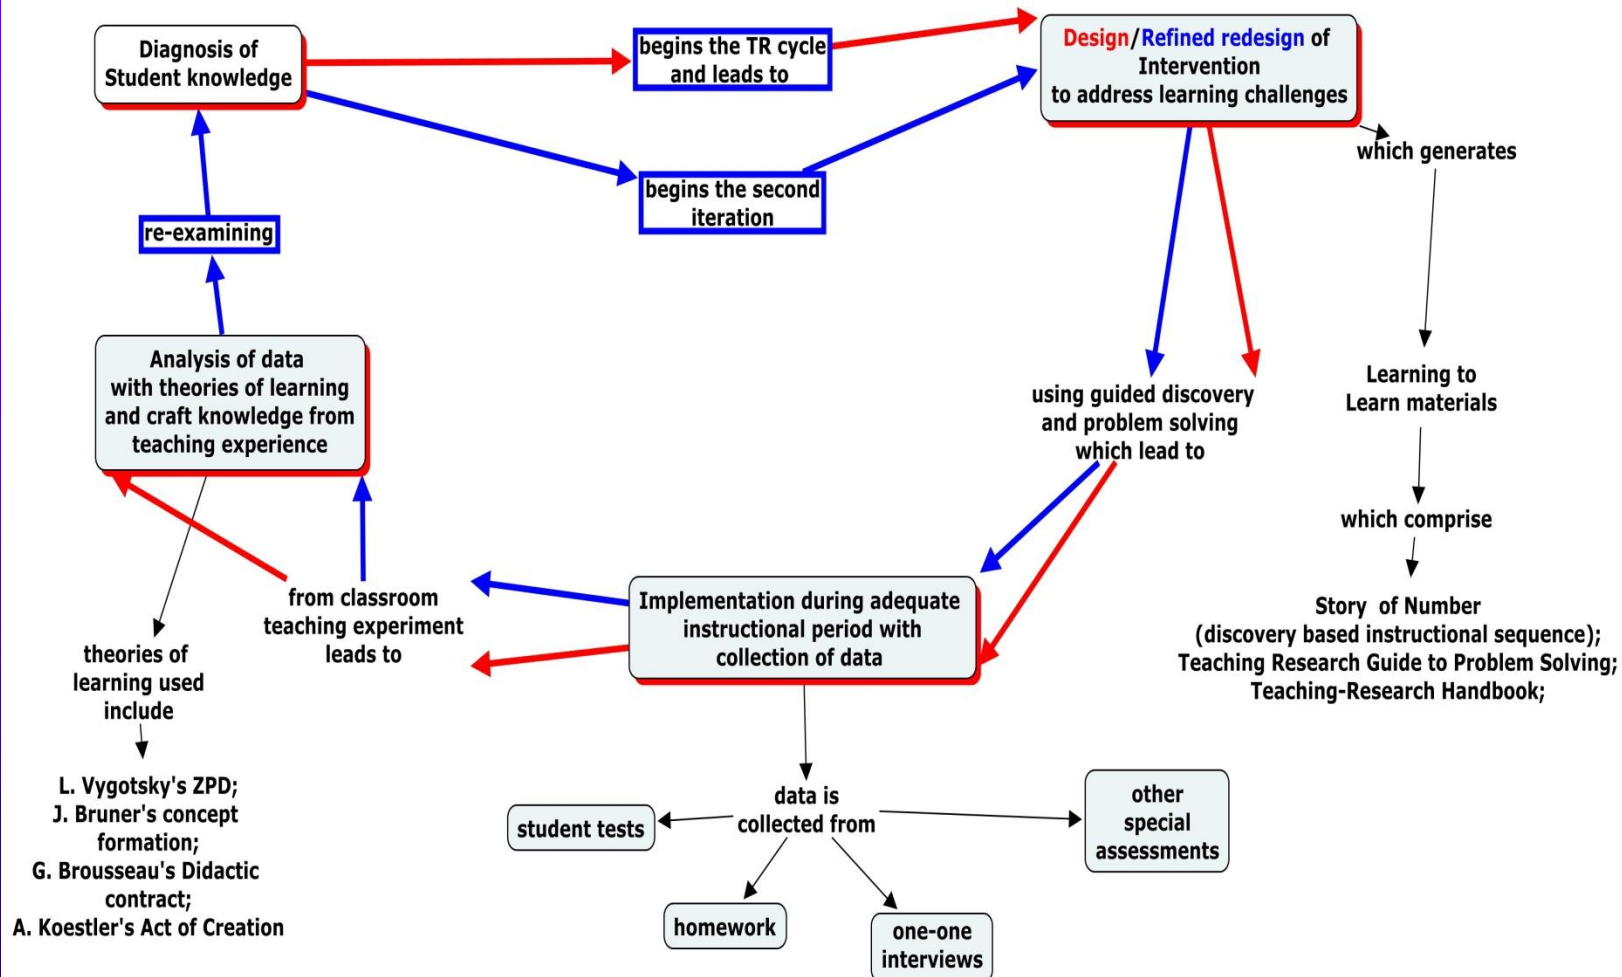 Diagnosis of
Student knowledge
begins the TR cycle
and leads to
Design/Refined redesign of
Intervention
to address learning challenges
which generates
begins the second
iteration
re-examining
Analysis of data
with theories of learning
and craft knowledge from
teaching experience
using guided discovery
and problem solving
which lead to
Learning to
Learn materials
which comprise
Story of Number
(discovery based instructional sequence);
Teaching Research Guide to Problem Solving;
Teaching-Research Handbook;
Implementation during adequate
instructional period with
collection of data
from classroom
teaching experiment
leads to
theories of
learning used
include
L. Vygotsky's ZPD;
J. Bruner's concept
formation;
G. Brousseau's Didactic
contract;
A. Koestler's Act of Creation
data is
collected from
student tests
other
special
assessments
homework
one-one
interviews